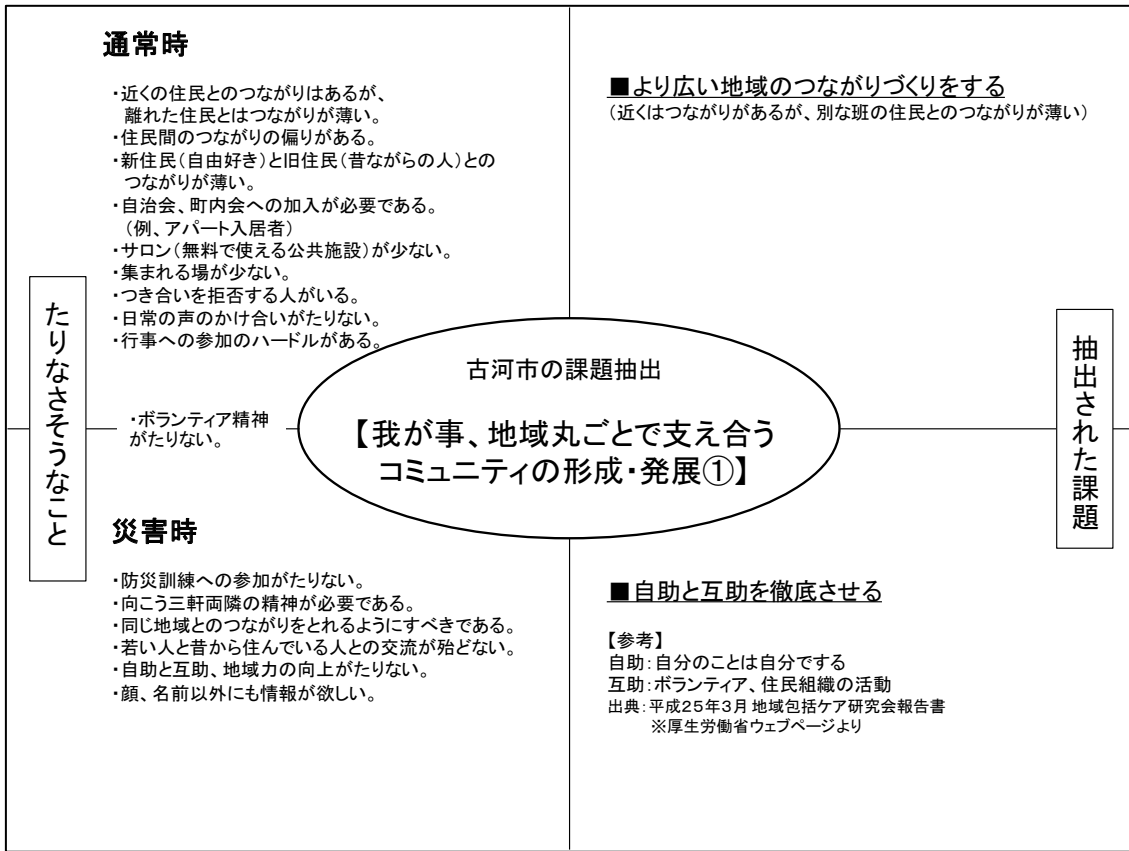 通常時
・近くの住民とのつながりはあるが、
離れた住民とはつながりが薄い。
・住民間のつながりの偏りがある。
・新住民(自由好き)と旧住民(昔ながらの人)との
つながりが薄い。
・自治会、町内会への加入が必要である。
(例、アパート入居者)
・サロン(無料で使える公共施設)が少ない。
・集まれる場が少ない。
・つき合いを拒否する人がいる。
・日常の声のかけ合いがたりない。
・行事への参加のハードルがある。
■より広い地域のつながりづくりをする
(近くはつながりがあるが、別な班の住民とのつながりが薄い)
たりなさそうなこと
・ボランティア精神
がたりない。
古河市の課題抽出
【我が事、地域丸ごとで支え合う
コミュニティの形成・発展①】
抽出された課題
災害時
・防災訓練への参加がたりない。
・向こう三軒両隣の精神が必要である。
・同じ地域とのつながりをとれるようにすべきである。
・若い人と昔から住んでいる人との交流が殆どない。
・自助と互助、地域力の向上がたりない。
・顔、名前以外にも情報が欲しい。
■自助と互助を徹底させる
【参考】
自助:自分のことは自分でする
互助:ボランティア、住民組織の活動
出典:平成25年3月 地域包括ケア研究会報告書
※厚生労働省ウェブページより